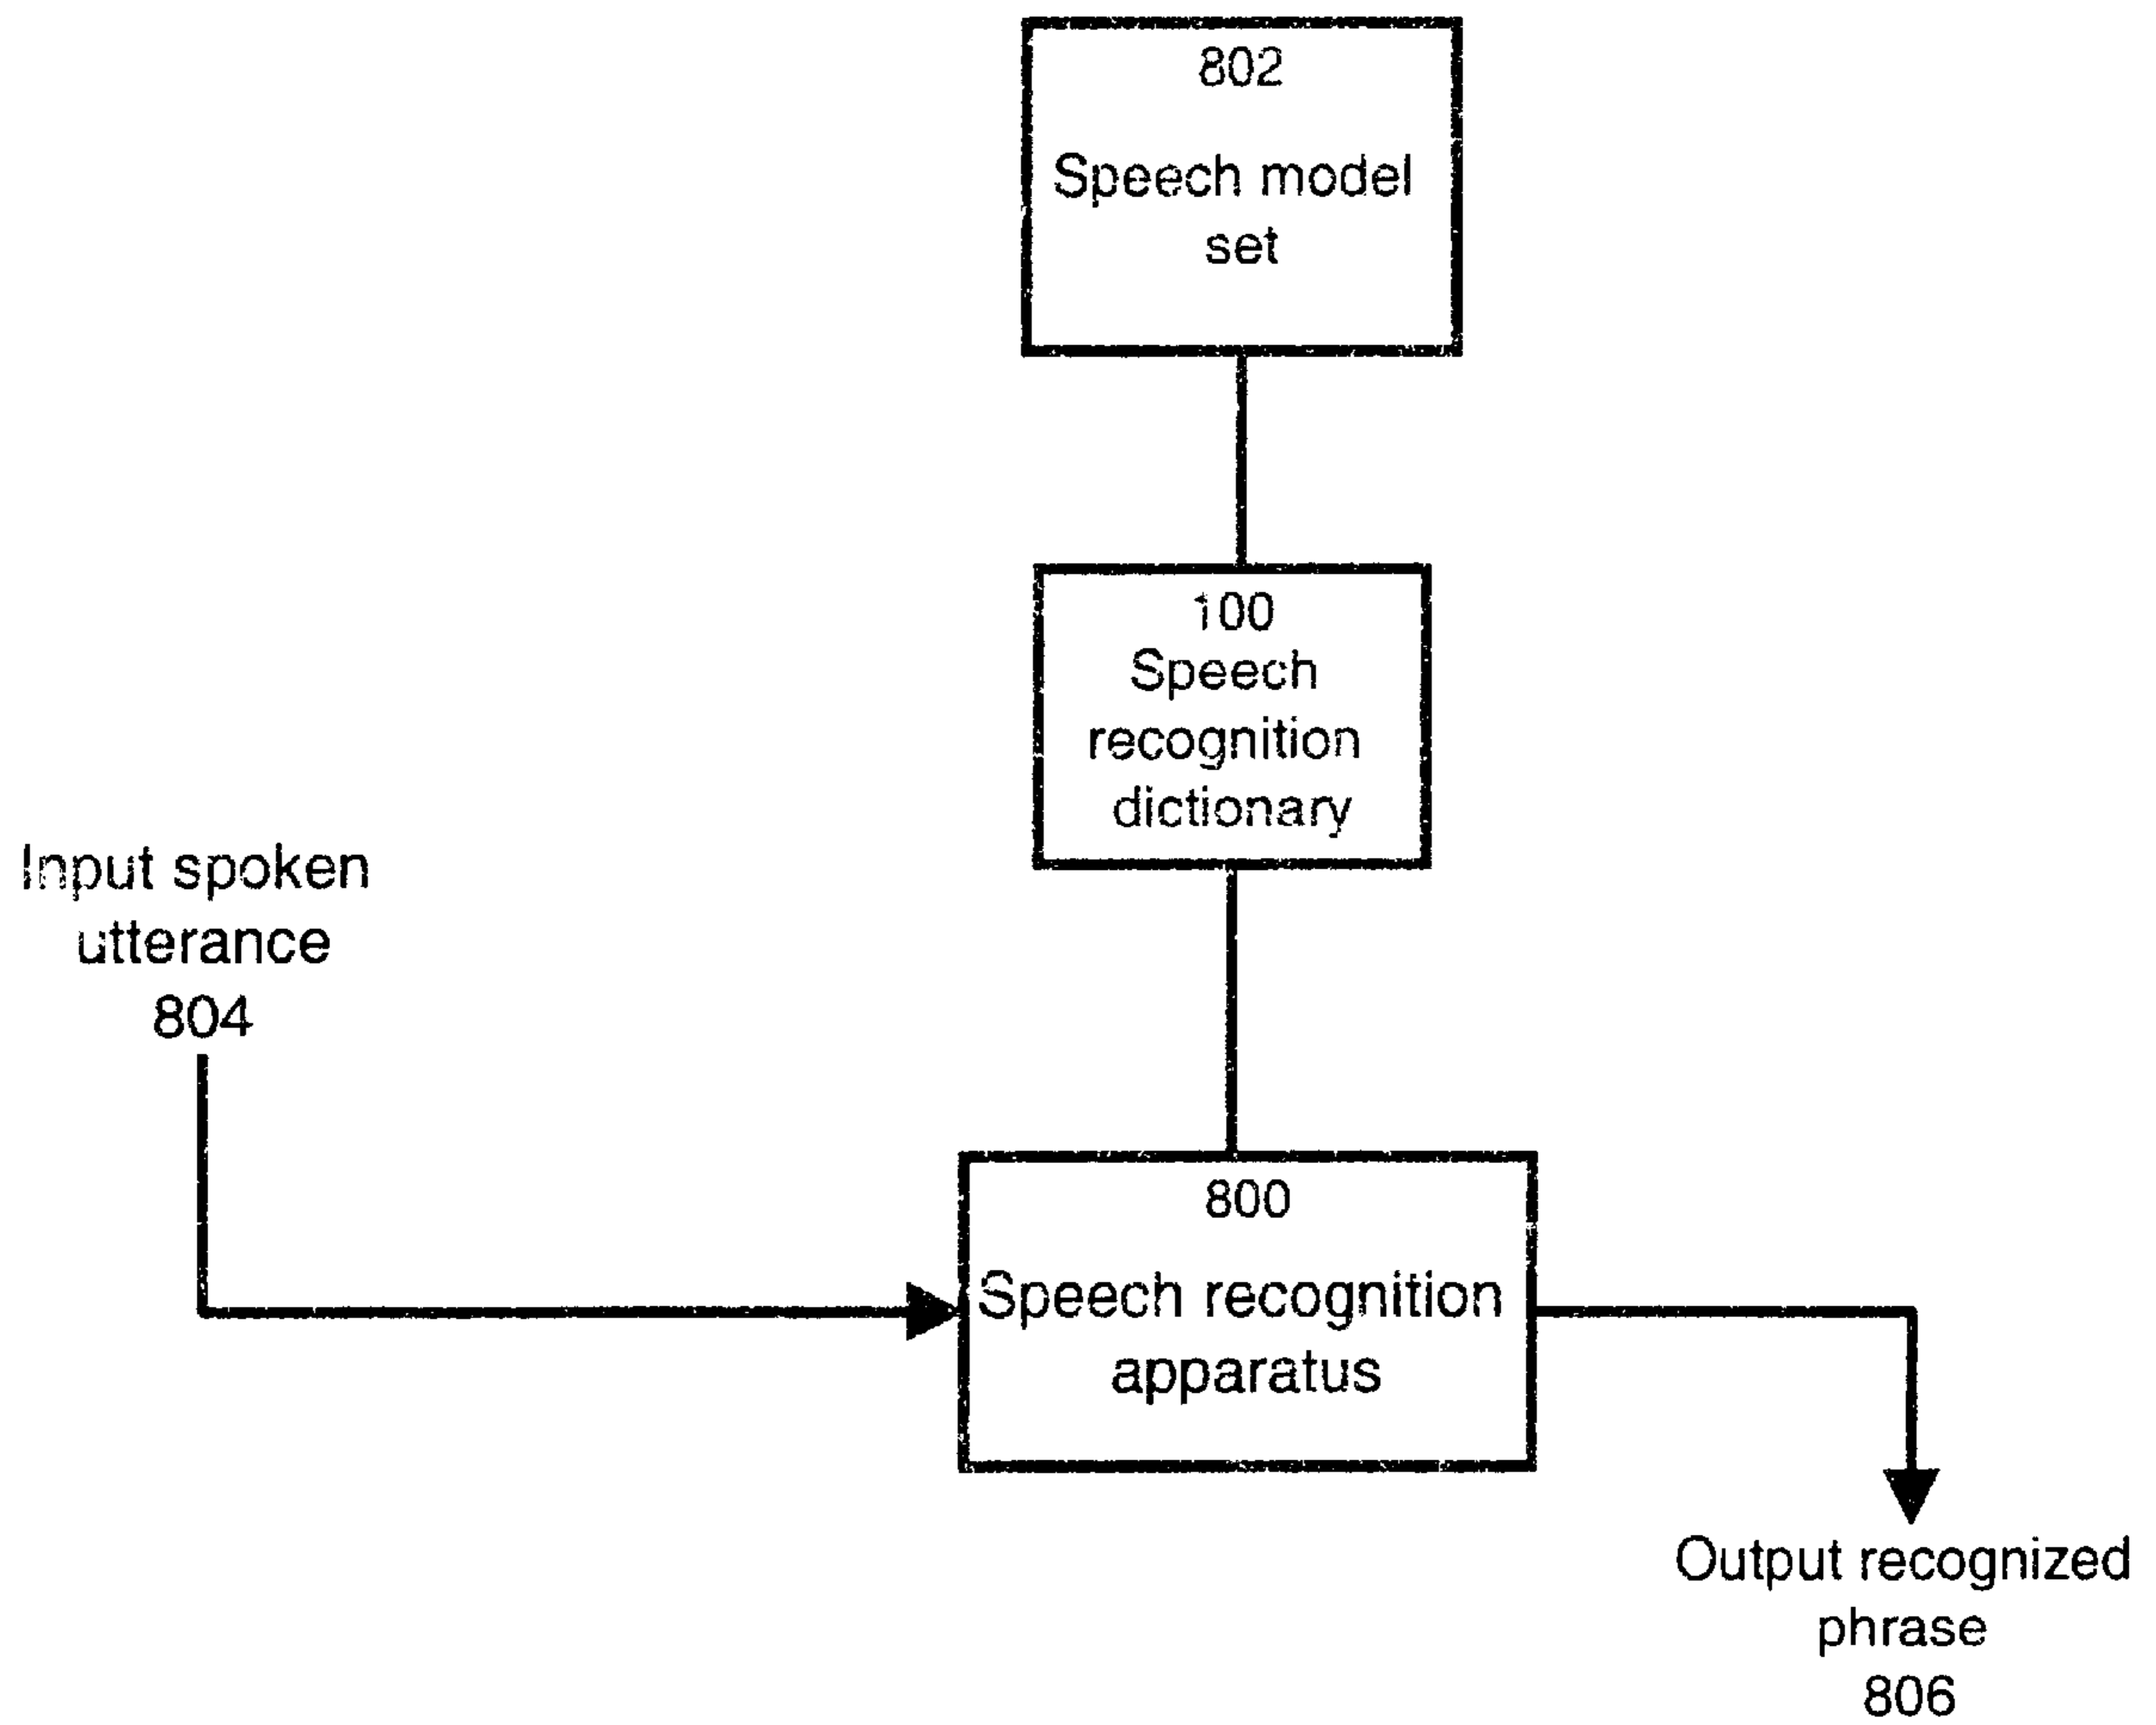 802
Speech model
set
100
Speech
recognition
dictionary
Input spoken
utterance
804
800
Speech recognition
apparatus
Output recognized
phrase
806